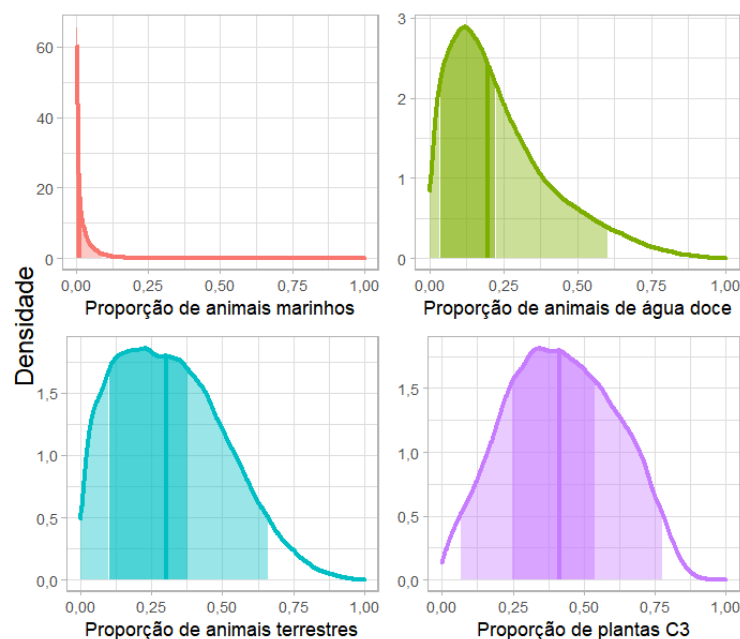 Densidade
60
40
20
0
0,00 0,25 0,50 0,75 1,00
Proporção de animais marinhos
3
2
1
0
0,00 0,25 0,50 0,75 1,00
Proporção de animais de água doce
1,5
1,0
0,5
0,0
0,00 0,25 0,50 0,75 1,00
Proporção de animais terrestres
1,5
1,0
0,5
0,0
0,00 0,25 0,50 0,75 1,00
Proporção de plantas C3